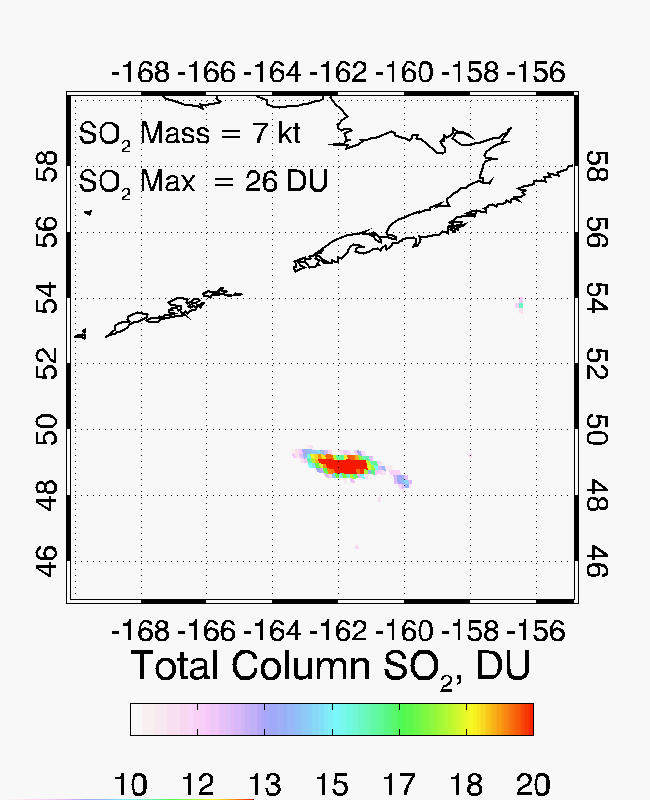 -168 -166 -164 -162 -160 -158 -156
SO2 Mass = 7 kt
SO2 Max = 26 DU
58 58
56 56
54 54
52 52
50 50
48 48
46 46
-168 -166 -164 -162 -160 -158 -156
Total Column SO2, DU
10 12 13 15 17 18 20